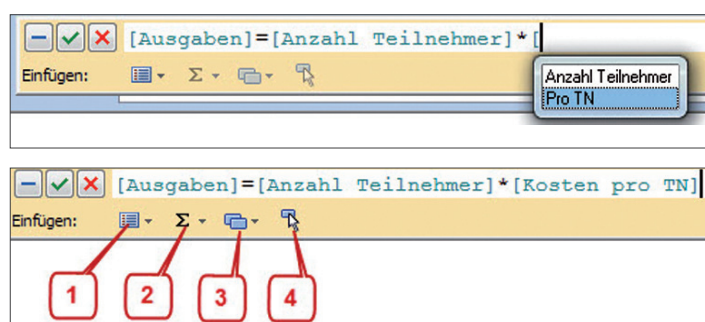 [Ausgaben]=[Anzahl Teilnehmer]*[
Einfügen:
Anzahl Teilnehmer
Pro TN
[Ausgaben]=[Anzahl Teilnehmer]*[Kosten pro TN]
Einfügen:
1 2 3 4